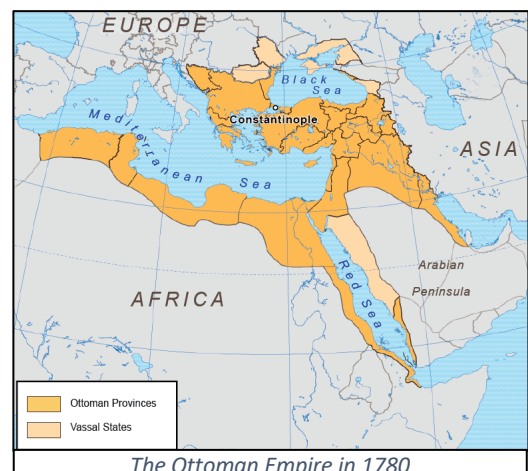 EUROPE
Black
Sea
Constantinople
Mediterranean Sea
ASIA
Arabian
Peninsula
Red Sea
AFRICA
Ottoman Provinces
Vassal States
The Ottoman Empire in 1780